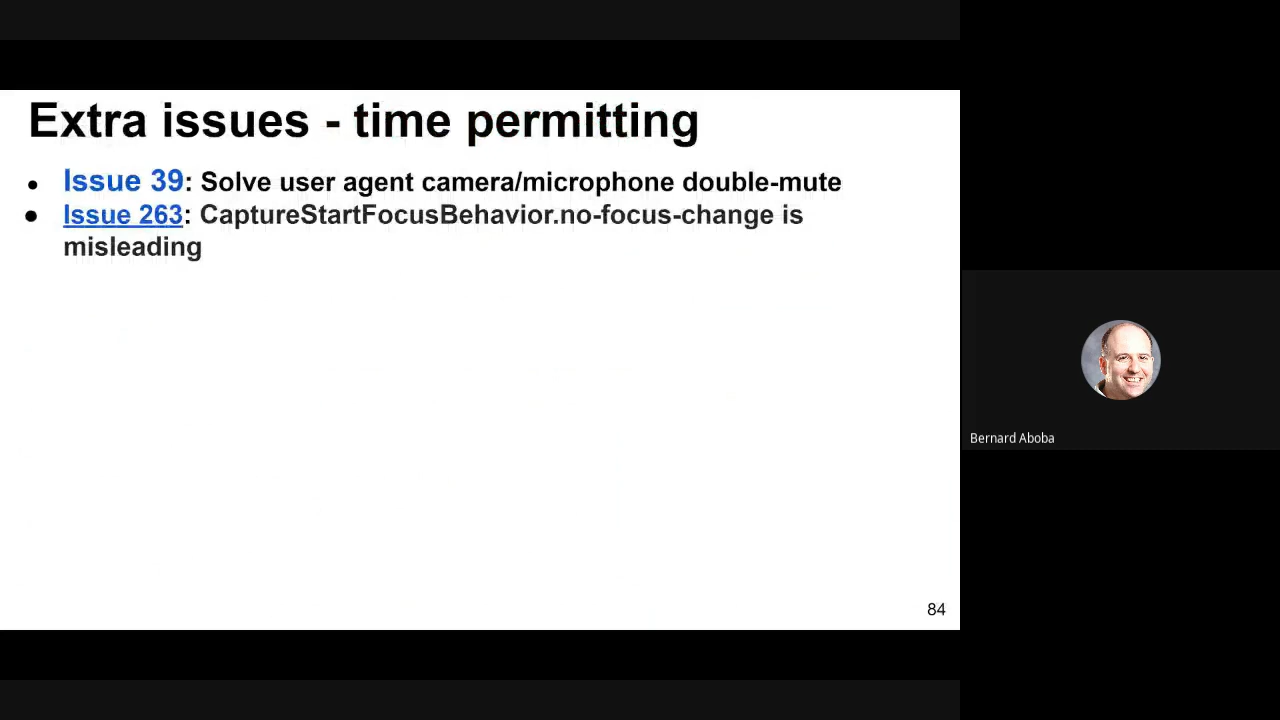 Extra issues - time permitting
● Issue 39: Solve user agent camera/microphone double-mute
● Issue 263: CaptureStartFocusBehavior.no-focus-change is
misleading
Bernard Aboba
84